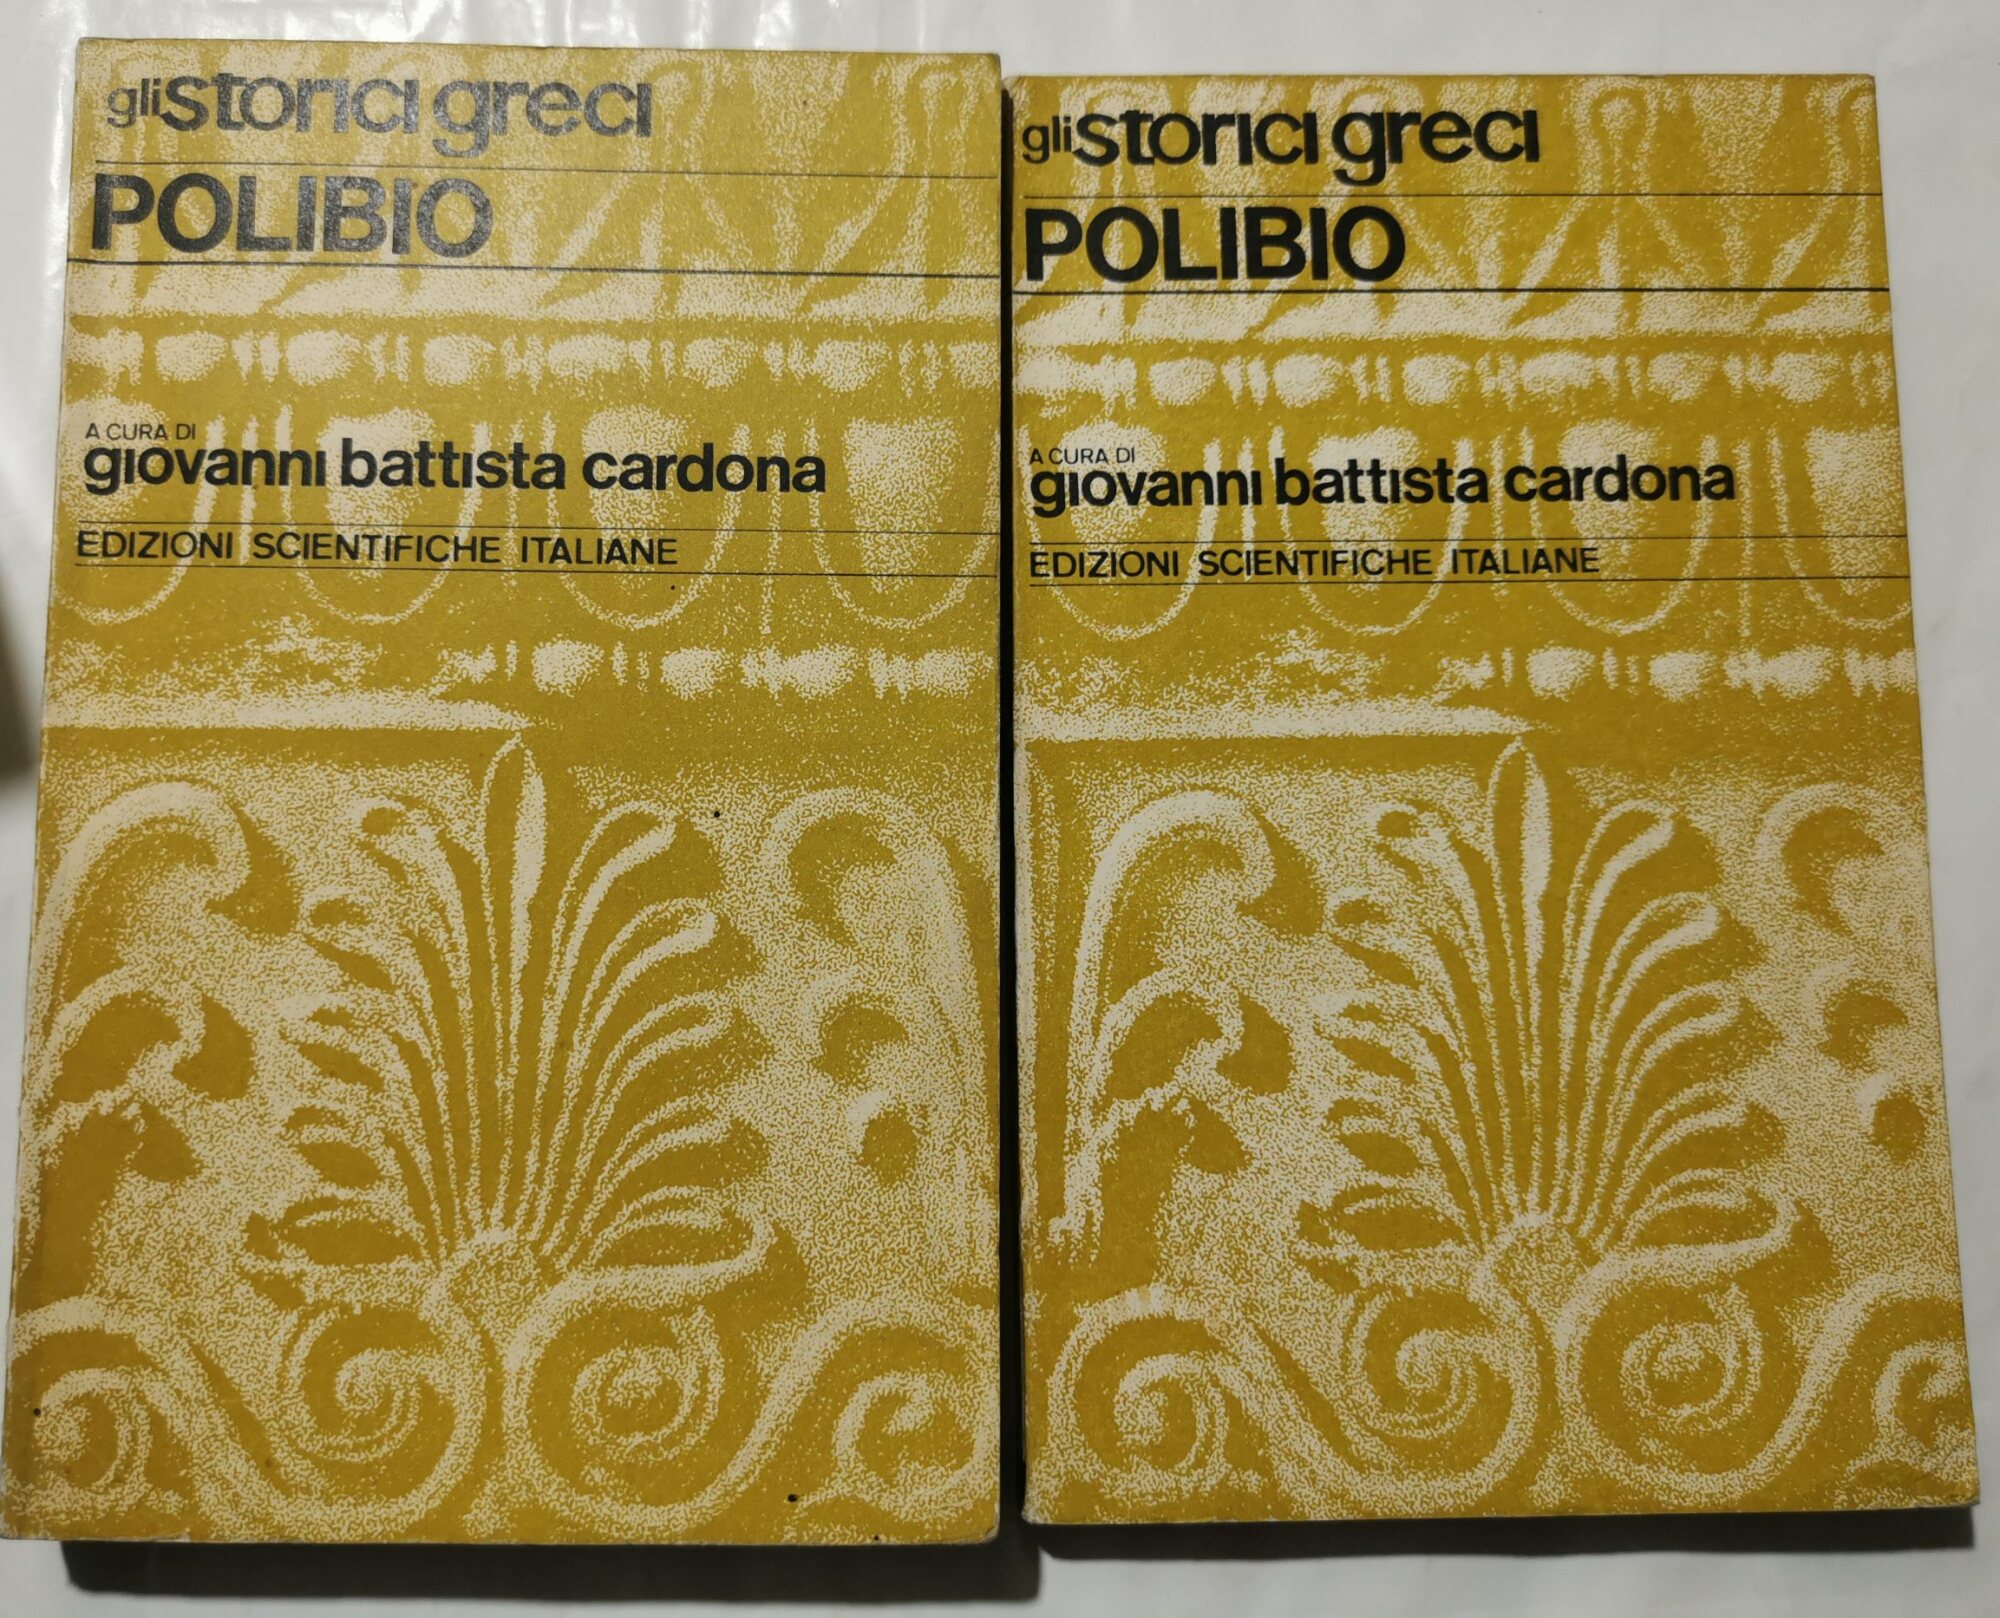 gli storici greci
POLIBIO
A CURA DI
giovanni battista cardona
EDIZIONI SCIENTIFICHE ITALIANE
gli storici greci
POLIBIO
A CURA DI
giovanni battista cardona
EDIZIONI SCIENTIFICHE ITALIANE